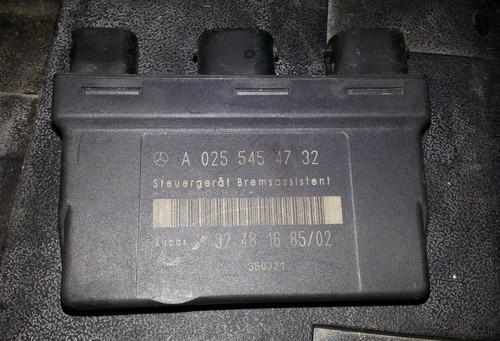 A 025 545 47 32
Steuergerät Bremsassistent
Lucas 32 48 16 85/02
350321